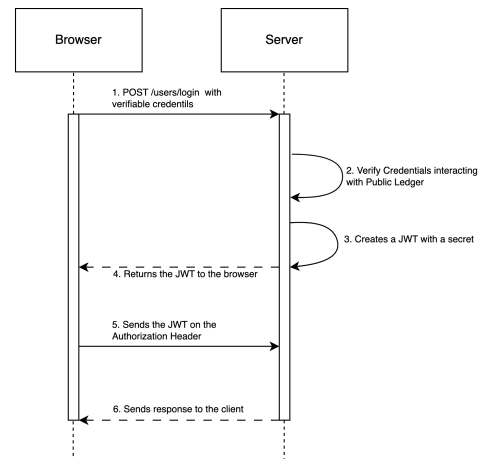 Browser
Server
1. POST /users/login  with
verifiable credentils
2. Verify Credentials interacting
with Public Ledger
3. Creates a JWT with a secret
4. Returns the JWT to the browser
5. Sends the JWT on the
Authorization Header
6. Sends response to the client